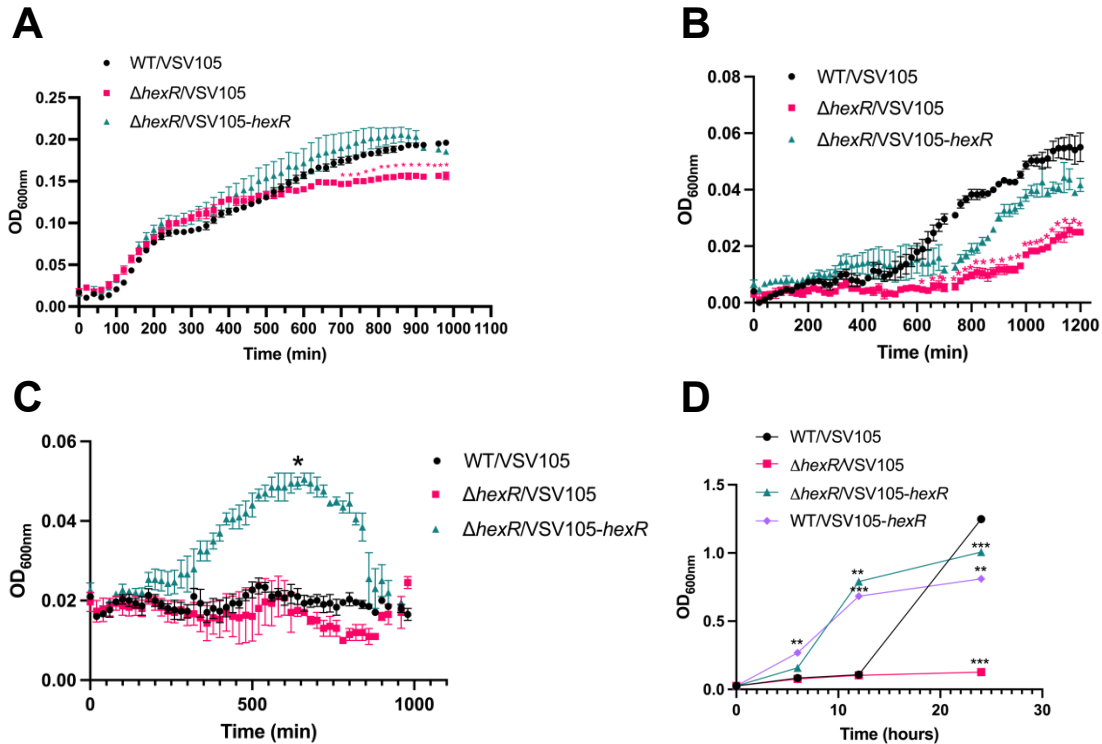 A
WT/VSV105
ΔhexR/VSV105
ΔhexR/VSV105-hexR
0.25
0.20
0.15
0.10
0.05
0.00
OD600nm
0 100 200 300 400 500 600 700 800 900 1000 1100
Time (min)
B
WT/VSV105
ΔhexR/VSV105
ΔhexR/VSV105-hexR
0.08
0.06
0.04
0.02
0.00
OD600nm
0 200 400 600 800 1000 1200
Time (min)
C
WT/VSV105
ΔhexR/VSV105
ΔhexR/VSV105-hexR
0.06
0.04
0.02
0.00
OD600nm
*
0 500 1000
Time (min)
D
WT/VSV105
ΔhexR/VSV105
ΔhexR/VSV105-hexR
WT/VSV105-hexR
1.5
1.0
0.5
0.0
OD600nm
**
**
***
***
**
***
0 10 20 30
Time (hours)